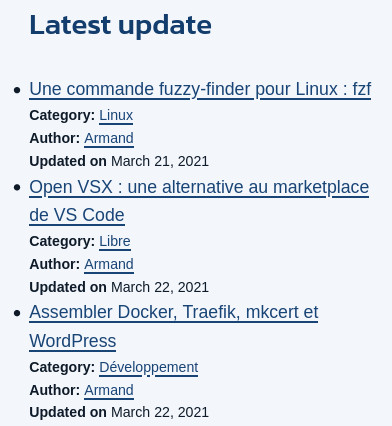 Latest update
Une commande fuzzy-finder pour Linux : fzf
Category: Linux
Author: Armand
Updated on March 21, 2021
Open VSX : une alternative au marketplace
de VS Code
Category: Libre
Author: Armand
Updated on March 22, 2021
Assembler Docker, Traefik, mkcert et
WordPress
Category: Développement
Author: Armand
Updated on March 22, 2021